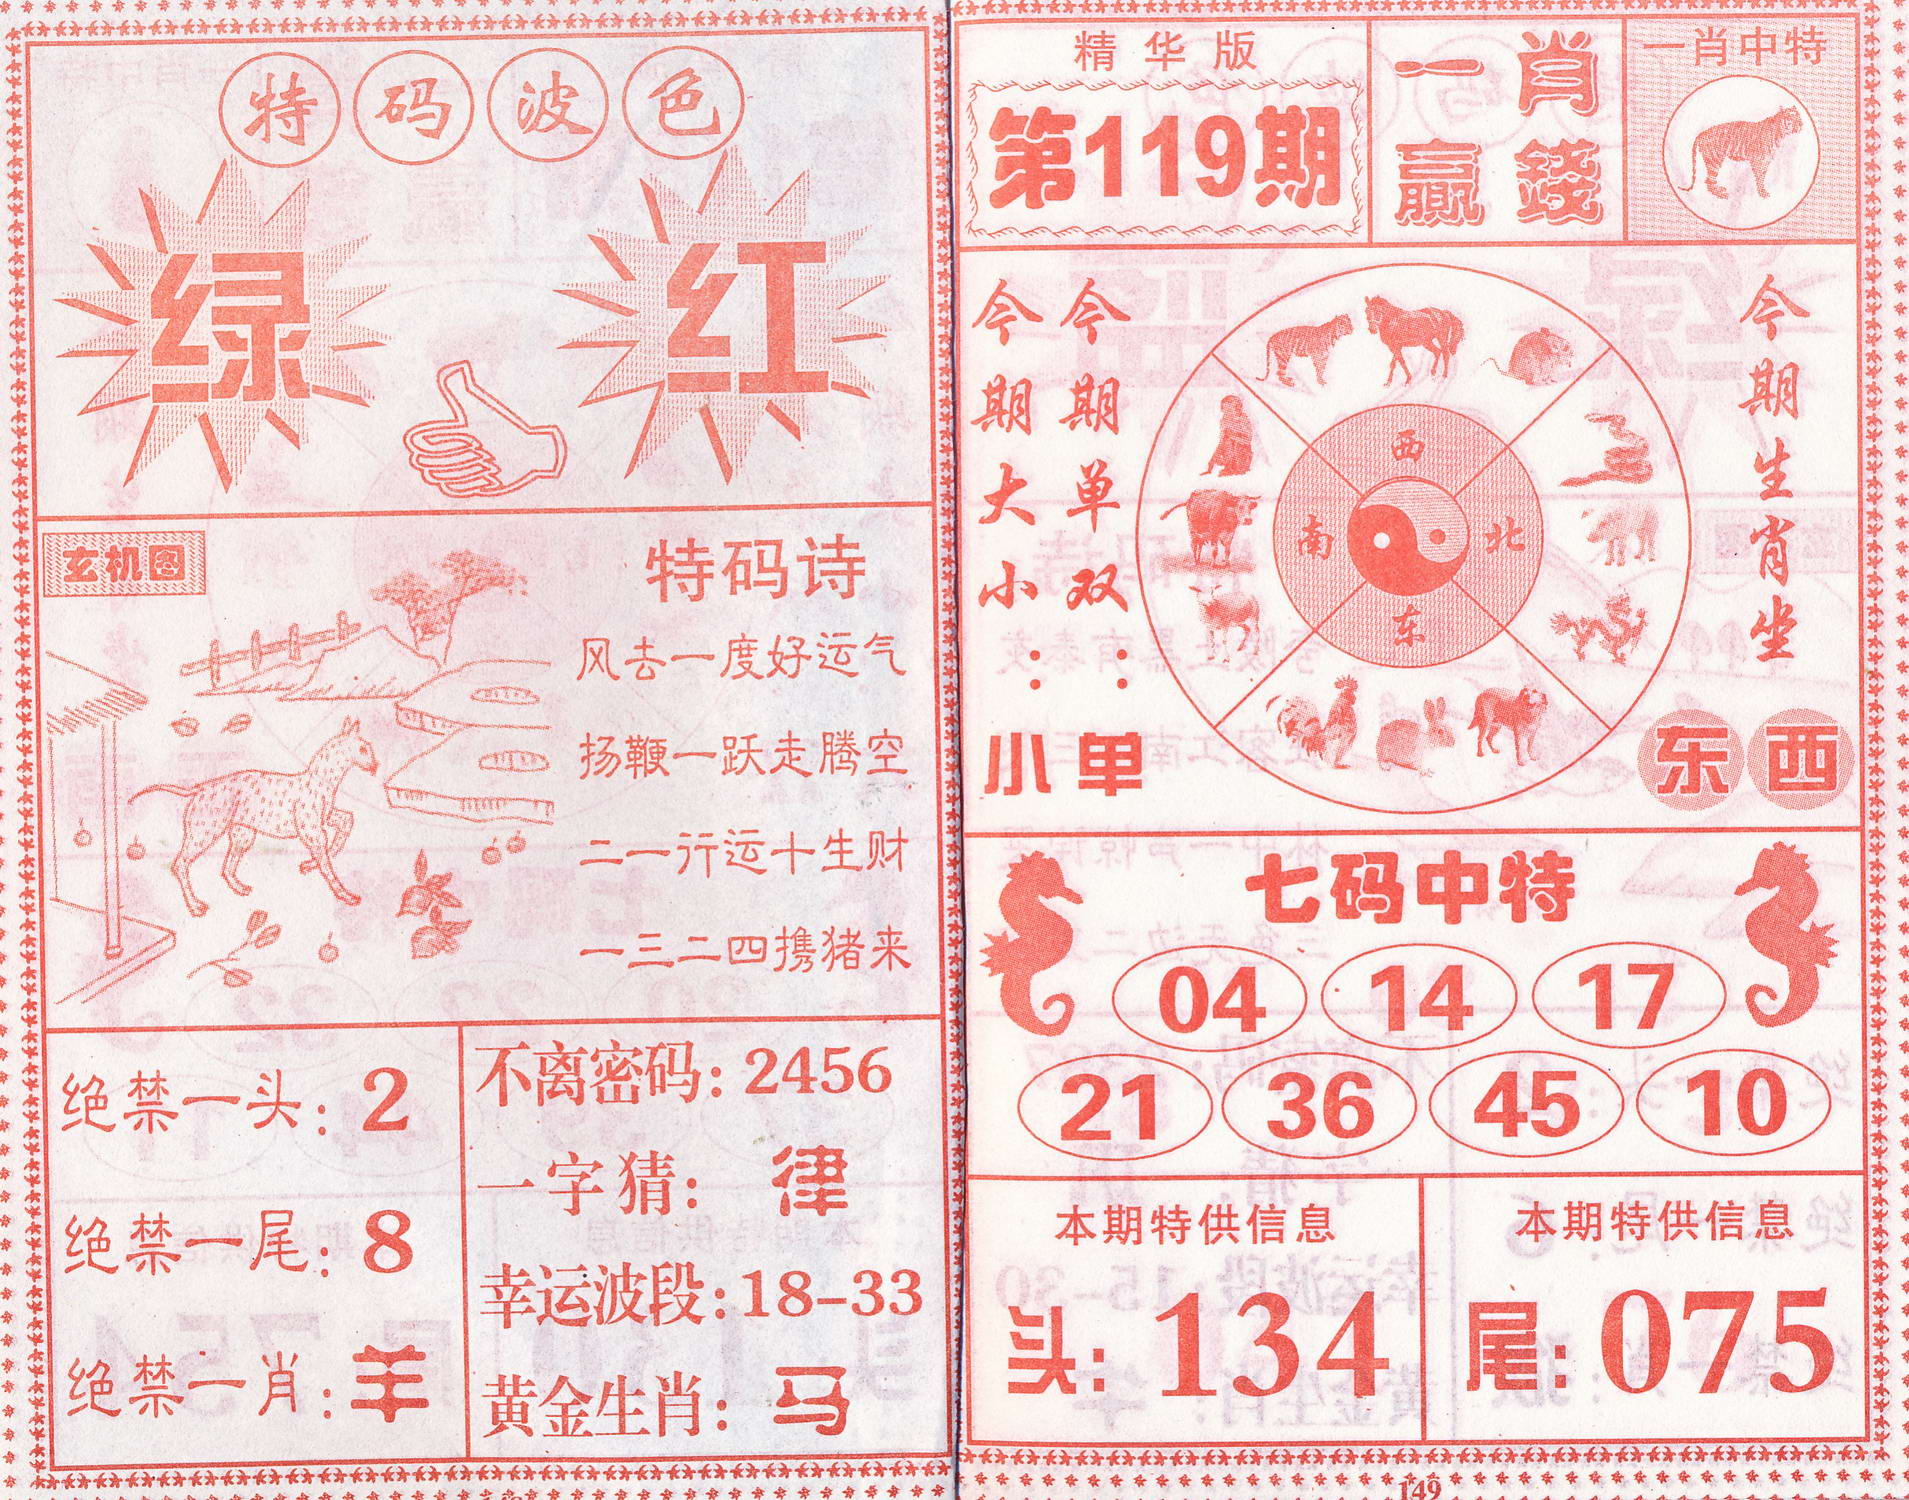 特码波色
绿 红
玄机图
特码诗
风去一度好运气
扬鞭一跃走腾空
二一行运十生财
一三二四携猪来
绝禁一头：2
绝禁一尾：8
绝禁一肖：羊
不离密码：2456
一字猜：律
幸运波段：18-33
黄金生肖：马
精华版
第119期
一肖
赢錢
一肖中特
今期大小：小
今期单双：单
西
南 北
东
今期生肖坐
东 西
七码中特
04 14 17
21 36 45 10
本期特供信息
头：134
本期特供信息
尾：075
149